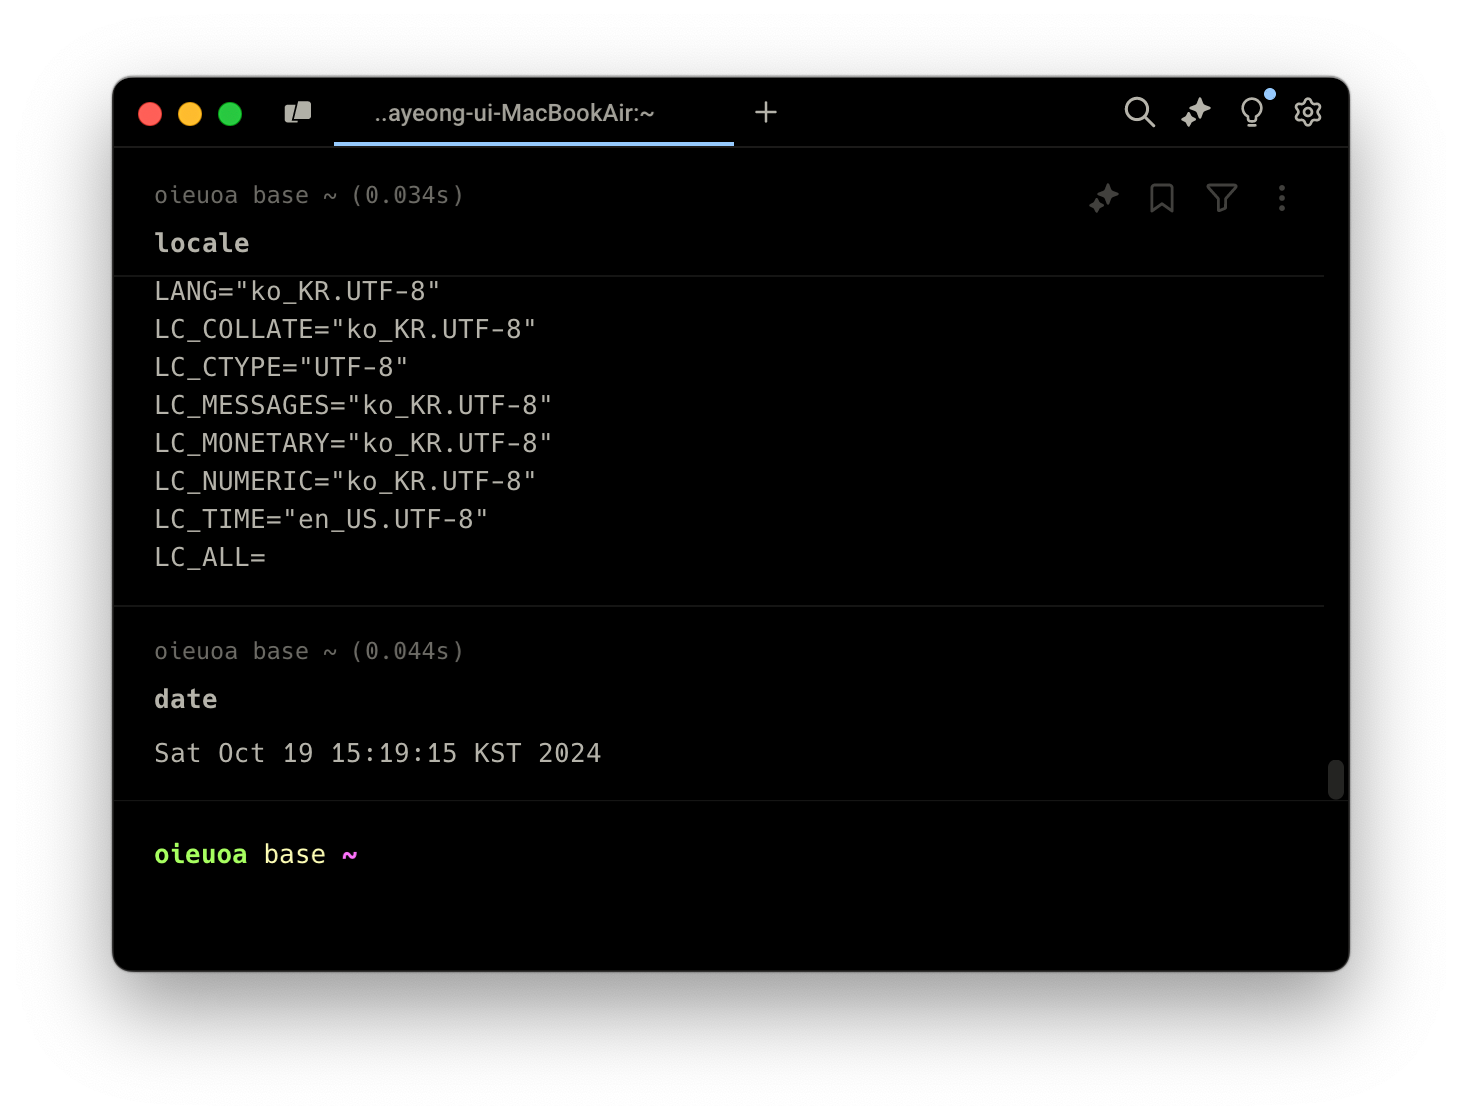 ..ayeong-ui-MacBookAir:~
oieuoa base ~ (0.034s)
locale
LANG="ko_KR.UTF-8"
LC_COLLATE="ko_KR.UTF-8"
LC_CTYPE="UTF-8"
LC_MESSAGES="ko_KR.UTF-8"
LC_MONETARY="ko_KR.UTF-8"
LC_NUMERIC="ko_KR.UTF-8"
LC_TIME="en_US.UTF-8"
LC_ALL=
oieuoa base ~ (0.044s)
date
Sat Oct 19 15:19:15 KST 2024
oieuoa base ~